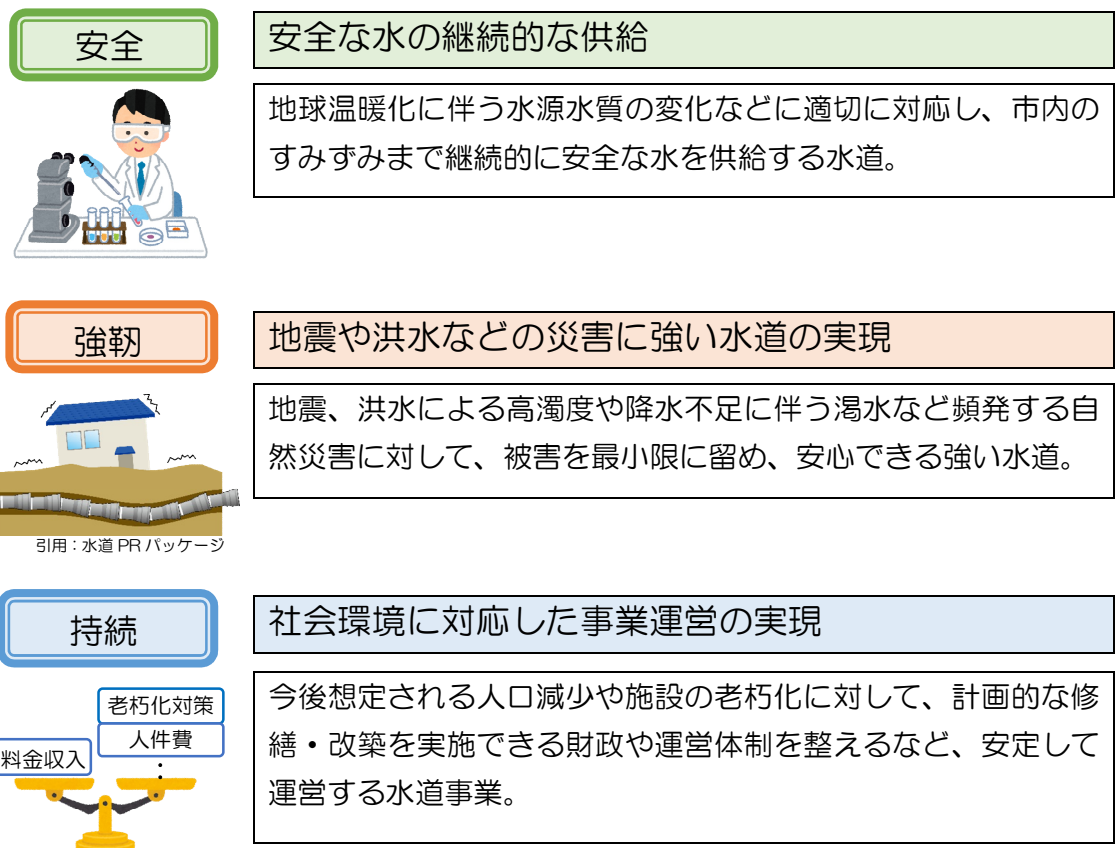 安全
安全な水の継続的な供給
地球温暖化に伴う水源水質の変化などに適切に対応し、市内の
すみずみまで継続的に安全な水を供給する水道。
強靭
地震や洪水などの災害に強い水道の実現
地震、洪水による高濁度や降水不足に伴う渇水など頻発する自
然災害に対して、被害を最小限に留め、安心できる強い水道。
引用：水道 PR パッケージ
持続
社会環境に対応した事業運営の実現
今後想定される人口減少や施設の老朽化に対して、計画的な修
繕・改築を実施できる財政や運営体制を整えるなど、安定して
運営する水道事業。
老朽化対策
人件費
料金収入